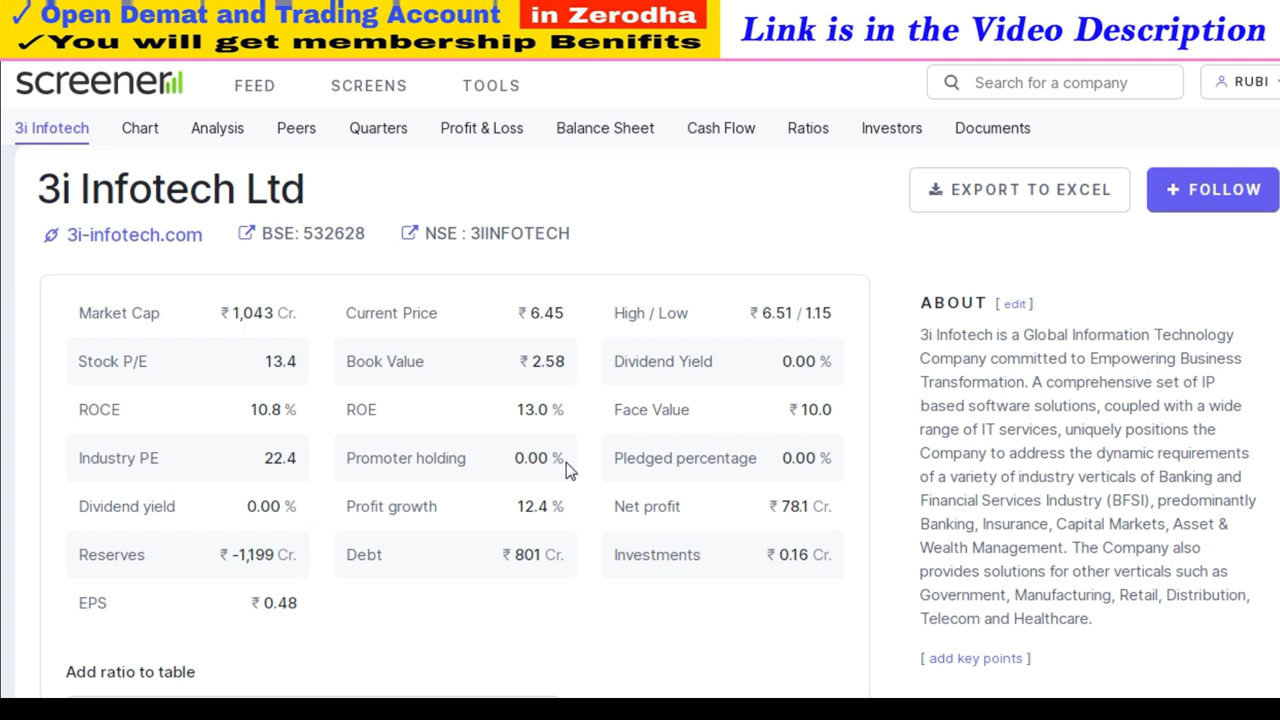 ✓ Open Demat and Trading Account in Zerodha
✓You will get membership Benifits
Link is in the Video Description
screener
FEED SCREENS TOOLS
Search for a company
RUBI
3i Infotech Chart Analysis Peers Quarters Profit & Loss Balance Sheet Cash Flow Ratios Investors Documents
3i Infotech Ltd
EXPORT TO EXCEL
+ FOLLOW
3i-infotech.com BSE: 532628 NSE : 3IINFOTECH
Market Cap ₹ 1,043 Cr. Current Price ₹ 6.45 High / Low ₹ 6.51 / 1.15
Stock P/E 13.4 Book Value ₹ 2.58 Dividend Yield 0.00 %
ROCE 10.8 % ROE 13.0 % Face Value ₹ 10.0
Industry PE 22.4 Promoter holding 0.00 % Pledged percentage 0.00 %
Dividend yield 0.00 % Profit growth 12.4 % Net profit ₹ 78.1 Cr.
Reserves ₹ -1,199 Cr. Debt ₹ 801 Cr. Investments ₹ 0.16 Cr.
EPS ₹ 0.48
Add ratio to table
ABOUT [ edit ]
3i Infotech is a Global Information Technology
Company committed to Empowering Business
Transformation. A comprehensive set of IP
based software solutions, coupled with a wide
range of IT services, uniquely positions the
Company to address the dynamic requirements
of a variety of industry verticals of Banking and
Financial Services Industry (BFSI), predominantly
Banking, Insurance, Capital Markets, Asset &
Wealth Management. The Company also
provides solutions for other verticals such as
Government, Manufacturing, Retail, Distribution,
Telecom and Healthcare.
[ add key points ]